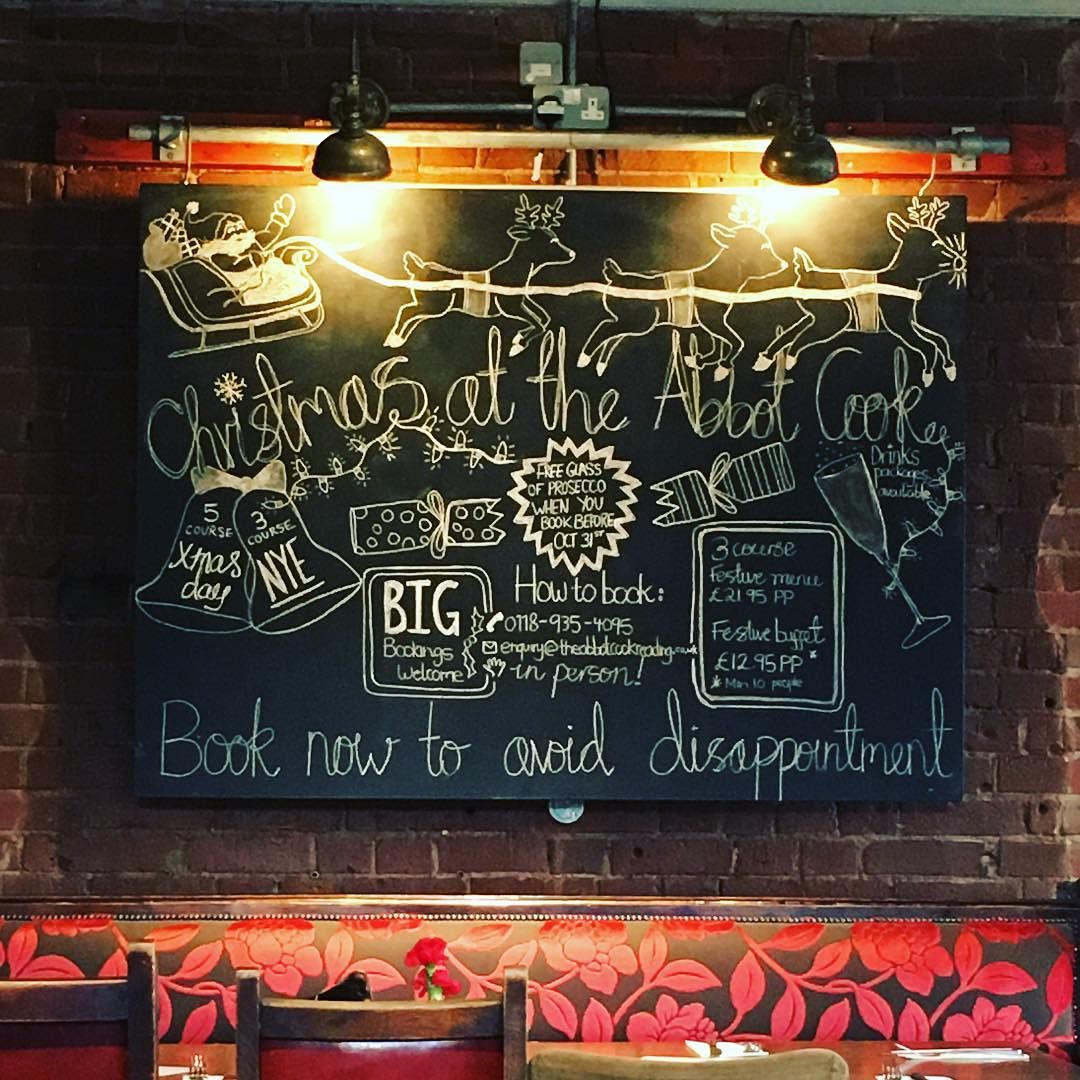 Christmas at the Abbot Cook
5
COURSE
Xmas
day
3
COURSE
NYE
FREE GLASS
OF PROSECCO
WHEN YOU
BOOK BEFORE
OCT 31ST
Drinks
packages
available
BIG
Bookings
Welcome
How to book:
0118-935-4095
enquiry@theabbotcookreading.co.uk
in person!
3 course
Festive menu
£21.95 PP
Festive buffet
£12.95 PP *
* Min 10 people
Book now to avoid disappointment